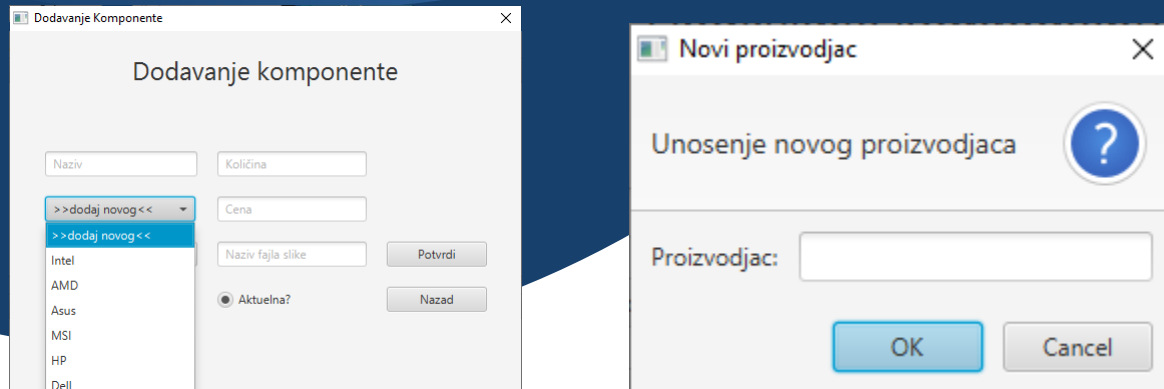 Dodavanje Komponente
Dodavanje komponente
Naziv
Količina
>>dodaj novog<<
Cena
>>dodaj novog<<
Intel
AMD
Asus
MSI
HP
Dell
Naziv fajla slike
Potvrdi
Aktuelna?
Nazad
Novi proizvodjac
Unosenje novog proizvodjaca
?
Proizvodjac:
OK
Cancel